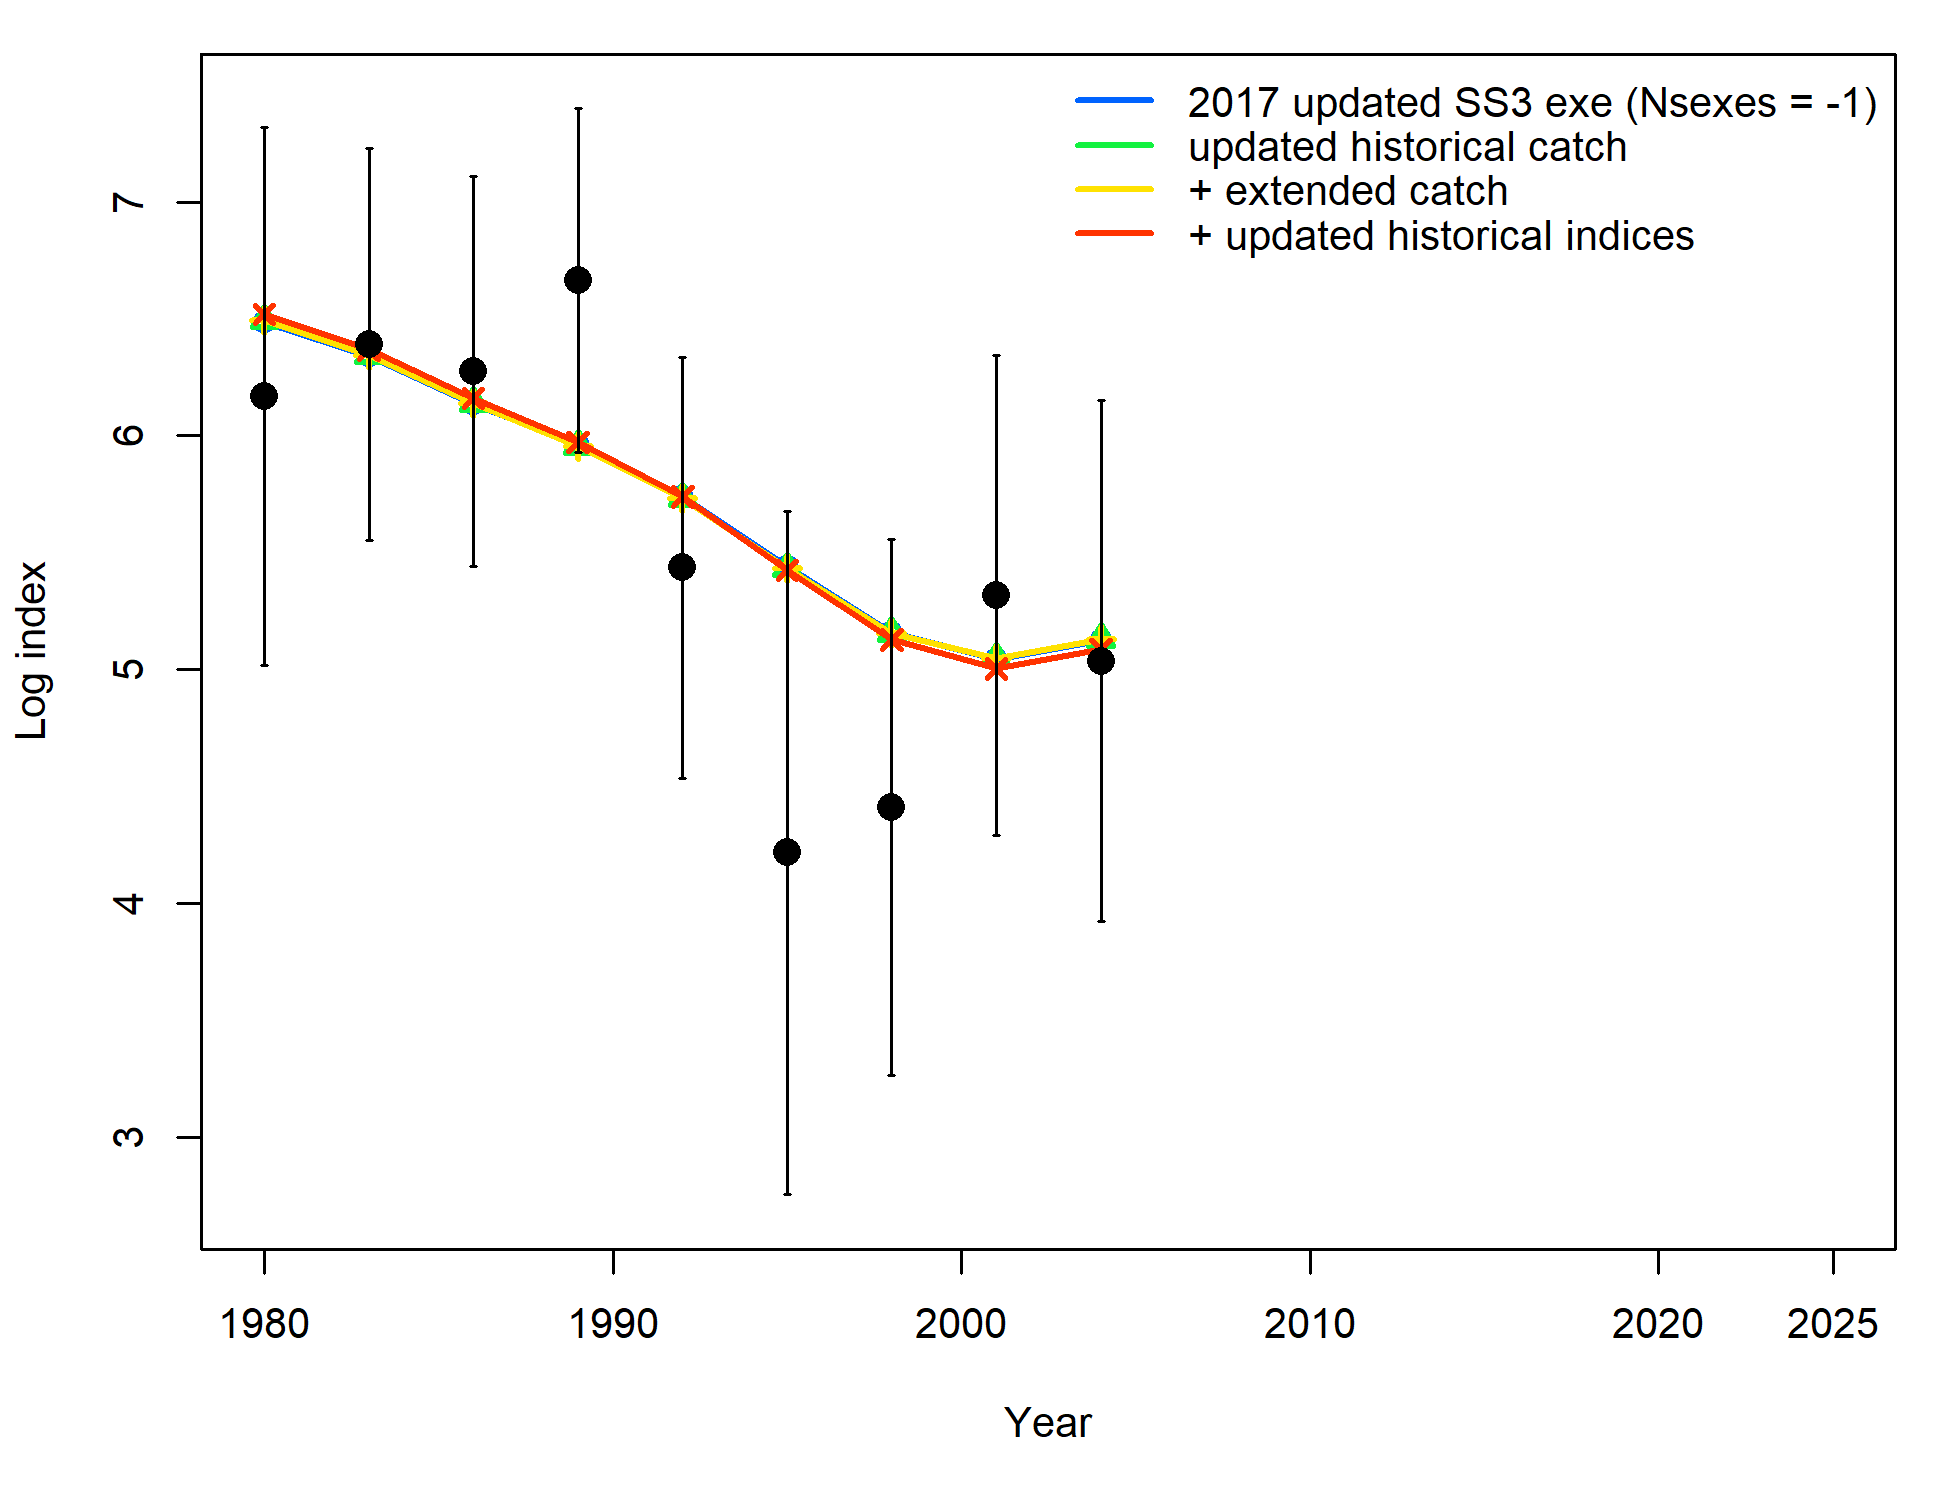 2017 updated SS3 exe (Nsexes = -1)
updated historical catch
+ extended catch
+ updated historical indices
Log index
7
6
5
4
3
1980 1990 2000 2010 2020 2025
Year